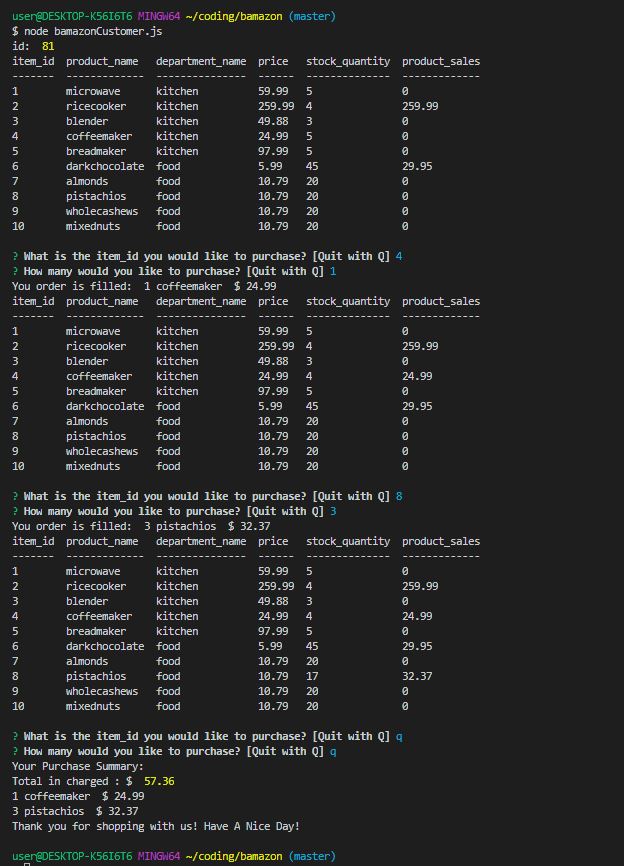 user@DESKTOP-K56I6T6 MINGW64 ~/coding/bamazon (master)
$ node bamazonCustomer.js
id:  81
item_id  product_name  department_name  price   stock_quantity  product_sales
-------  ------------  ---------------  ------  --------------  -------------
1        microwave     kitchen          59.99   5               0
2        ricecooker    kitchen          259.99  4               259.99
3        blender       kitchen          49.88   3               0
4        coffeemaker   kitchen          24.99   5               0
5        breadmaker    kitchen          97.99   5               0
6        darkchocolate  food            5.99    45              29.95
7        almonds       food             10.79   20              0
8        pistachios    food             10.79   20              0
9        wholecashews  food             10.79   20              0
10       mixednuts     food             10.79   20              0
? What is the item_id you would like to purchase? [Quit with Q] 4
? How many would you like to purchase? [Quit with Q] 1
You order is filled:  1 coffeemaker  $ 24.99
item_id  product_name  department_name  price   stock_quantity  product_sales
-------  ------------  ---------------  ------  --------------  -------------
1        microwave     kitchen          59.99   5               0
2        ricecooker    kitchen          259.99  4               259.99
3        blender       kitchen          49.88   3               0
4        coffeemaker   kitchen          24.99   4               24.99
5        breadmaker    kitchen          97.99   5               0
6        darkchocolate  food            5.99    45              29.95
7        almonds       food             10.79   20              0
8        pistachios    food             10.79   20              0
9        wholecashews  food             10.79   20              0
10       mixednuts     food             10.79   20              0
? What is the item_id you would like to purchase? [Quit with Q] 8
? How many would you like to purchase? [Quit with Q] 3
You order is filled:  3 pistachios  $ 32.37
item_id  product_name  department_name  price   stock_quantity  product_sales
-------  ------------  ---------------  ------  --------------  -------------
1        microwave     kitchen          59.99   5               0
2        ricecooker    kitchen          259.99  4               259.99
3        blender       kitchen          49.88   3               0
4        coffeemaker   kitchen          24.99   4               24.99
5        breadmaker    kitchen          97.99   5               0
6        darkchocolate  food            5.99    45              29.95
7        almonds       food             10.79   20              0
8        pistachios    food             10.79   17              32.37
9        wholecashews  food             10.79   20              0
10       mixednuts     food             10.79   20              0
? What is the item_id you would like to purchase? [Quit with Q] q
? How many would you like to purchase? [Quit with Q] q
Your Purchase Summary:
Total in charged : $  57.36
1 coffeemaker  $ 24.99
3 pistachios  $ 32.37
Thank you for shopping with us! Have A Nice Day!
user@DESKTOP-K56I6T6 MINGW64 ~/coding/bamazon (master)